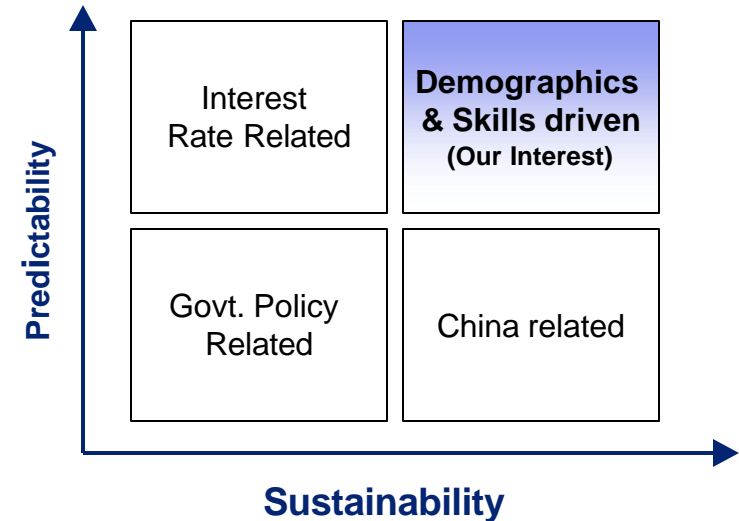 Predictability
Interest
Rate Related
Demographics
& Skills driven
(Our Interest)
Govt. Policy
Related
China related
Sustainability